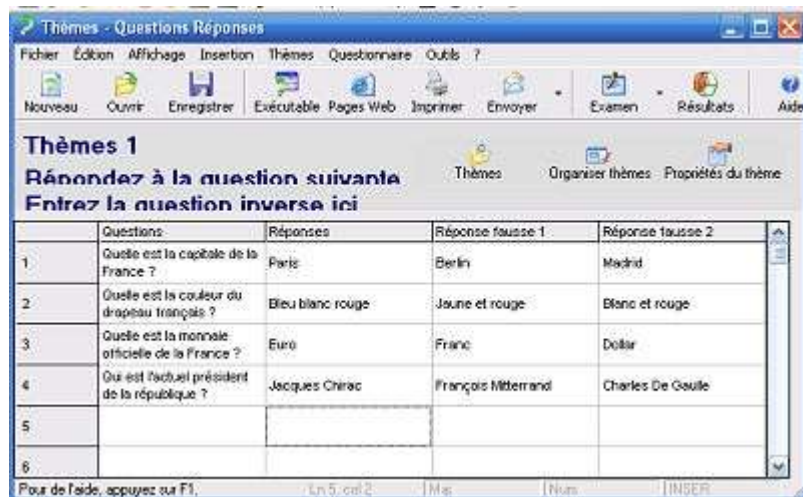 Thèmes - Questions Réponses
Fichier Édition Affichage Insertion Thèmes Questionnaire Outils ?
Nouveau Ouvrir Enregistrer Exécutable Pages Web Imprimer Envoyer Examen Résultats Aide
Thèmes 1
Répondez à la question suivante
Entrez la question inverse ici
Thèmes Organiser thèmes Propriétés du thème
Questions Réponses Réponse fausse 1 Réponse fausse 2
1 Quelle est la capitale de la France ? Paris Berlin Madrid
2 Quelle est la couleur du drapeau français ? Bleu blanc rouge Jaune et rouge Blanc et rouge
3 Quelle est la monnaie officielle de la France ? Euro Franc Dollar
4 Qui est l'actuel président de la république ? Jacques Chirac François Mitterrand Charles De Gaulle
5
6
Pour de l'aide, appuyez sur F1, Ln 5, col 2 Maj Num INSER